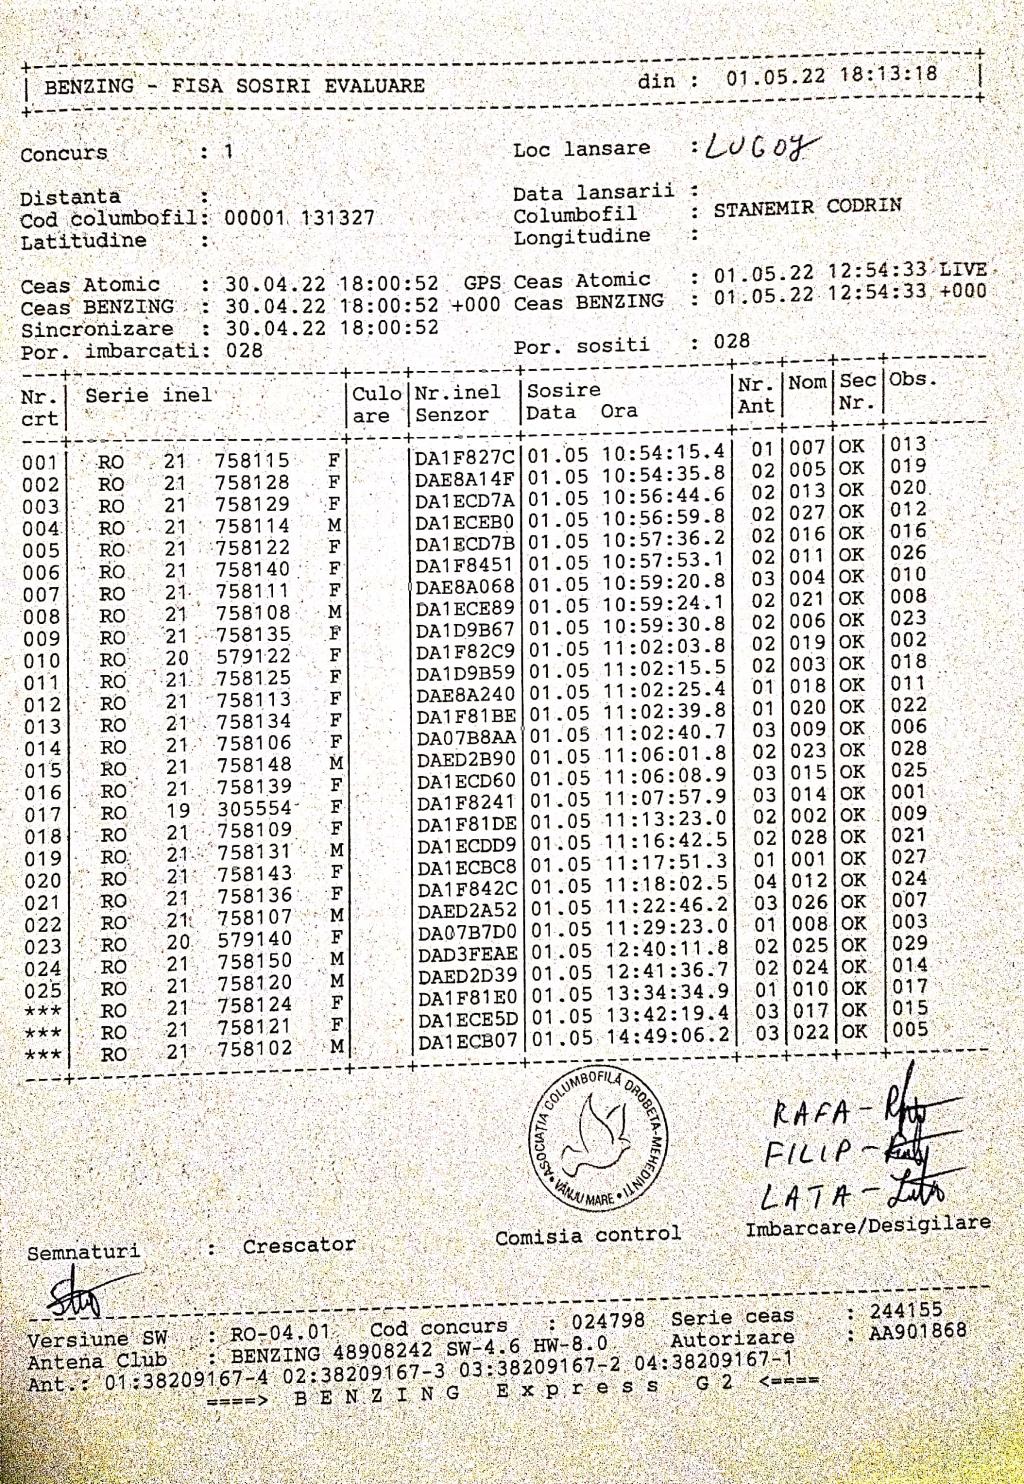 BENZING - FISA SOSIRI EVALUARE din : 01.05.22 18:13:18
Concurs : 1 Loc lansare : LUGOJ
Distanta : Data lansarii :
Cod columbofil: 00001 131327 Columbofil : STANEMIR CODRIN
Latitudine : Longitudine :
Ceas Atomic : 30.04.22 18:00:52 GPS Ceas Atomic : 01.05.22 12:54:33 LIVE
Ceas BENZING : 30.04.22 18:00:52 +000 Ceas BENZING : 01.05.22 12:54:33 +000
Sincronizare : 30.04.22 18:00:52
Por. imbarcati: 028 Por. sositi : 028
Nr. Serie inel Culo Nr.inel Sosire Nr. Nom Sec Obs.
crt are Senzor Data Ora Ant Nr.
001 RO 21 758115 F DA1F827C 01.05 10:54:15.4 01 007 OK 013
002 RO 21 758128 F DAE8A14F 01.05 10:54:35.8 02 005 OK 019
003 RO 21 758129 F DA1ECD7A 01.05 10:56:44.6 02 013 OK 020
004 RO 21 758114 M DA1ECEB0 01.05 10:56:59.8 02 027 OK 012
005 RO 21 758122 F DA1ECD7B 01.05 10:57:36.2 02 016 OK 016
006 RO 21 758140 F DA1F8451 01.05 10:57:53.1 02 011 OK 026
007 RO 21 758111 F DAE8A068 01.05 10:59:20.8 03 004 OK 010
008 RO 21 758108 M DA1ECE89 01.05 10:59:24.1 02 021 OK 008
009 RO 21 758135 F DA1D9B67 01.05 10:59:30.8 02 006 OK 023
010 RO 20 579122 F DA1F82C9 01.05 11:02:03.8 02 019 OK 002
011 RO 21 758125 F DA1D9B59 01.05 11:02:15.5 02 003 OK 018
012 RO 21 758113 F DAE8A240 01.05 11:02:25.4 01 018 OK 011
013 RO 21 758134 F DA1F81BE 01.05 11:02:39.8 01 020 OK 022
014 RO 21 758106 F DA07B8AA 01.05 11:02:40.7 03 009 OK 006
015 RO 21 758148 M DAED2B90 01.05 11:06:01.8 02 023 OK 028
016 RO 21 758139 F DA1ECD60 01.05 11:06:08.9 03 015 OK 025
017 RO 19 305554 F DA1F8241 01.05 11:07:57.9 03 014 OK 001
018 RO 21 758109 F DA1F81DE 01.05 11:13:23.0 02 002 OK 009
019 RO 21 758131 M DA1ECDD9 01.05 11:16:42.5 02 028 OK 021
020 RO 21 758143 F DA1ECBC8 01.05 11:17:51.3 01 001 OK 027
021 RO 21 758136 F DA1F842C 01.05 11:18:02.5 04 012 OK 024
022 RO 21 758107 M DAED2A52 01.05 11:22:46.2 03 026 OK 007
023 RO 20 579140 F DA07B7D0 01.05 11:29:23.0 01 008 OK 003
024 RO 21 758150 M DAD3FEAE 01.05 12:40:11.8 02 025 OK 029
025 RO 21 758120 M DAED2D39 01.05 12:41:36.7 02 024 OK 014
*** RO 21 758124 F DA1F81E0 01.05 13:34:34.9 01 010 OK 017
*** RO 21 758121 F DA1ECE5D 01.05 13:42:19.4 03 017 OK 015
*** RO 21 758102 M DA1ECB07 01.05 14:49:06.2 03 022 OK 005
ASOCIATIA COLUMBOFILĂ DROBETA-MEHEDINTI
VÂNJU MARE
RAFA -
FILIP -
LATA -
Semnaturi : Crescator Comisia control Imbarcare/Desigilare
Versiune SW : RO-04.01 Cod concurs : 024798 Serie ceas : 244155
Antena Club : BENZING 48908242 SW-4.6 HW-8.0 Autorizare : AA901868
Ant.: 01:38209167-4 02:38209167-3 03:38209167-2 04:38209167-1
====> B E N Z I N G E x p r e s s G 2 <====